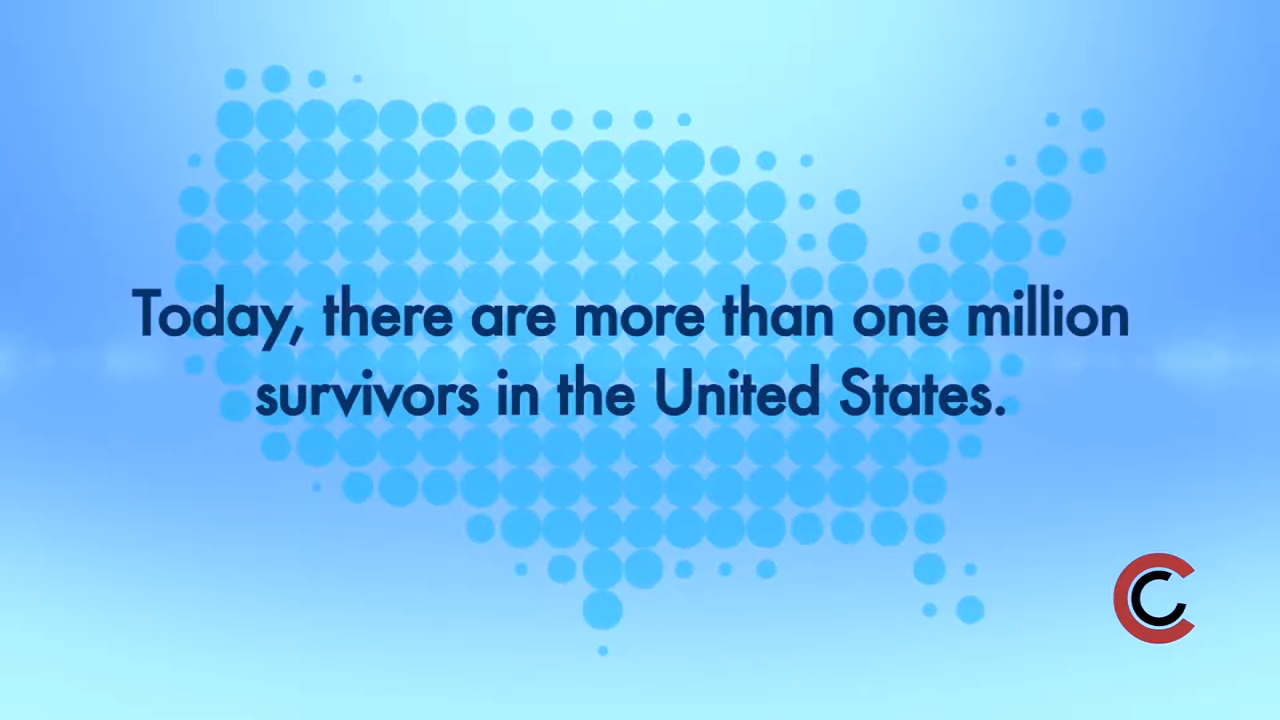 Today, there are more than one million
survivors in the United States.